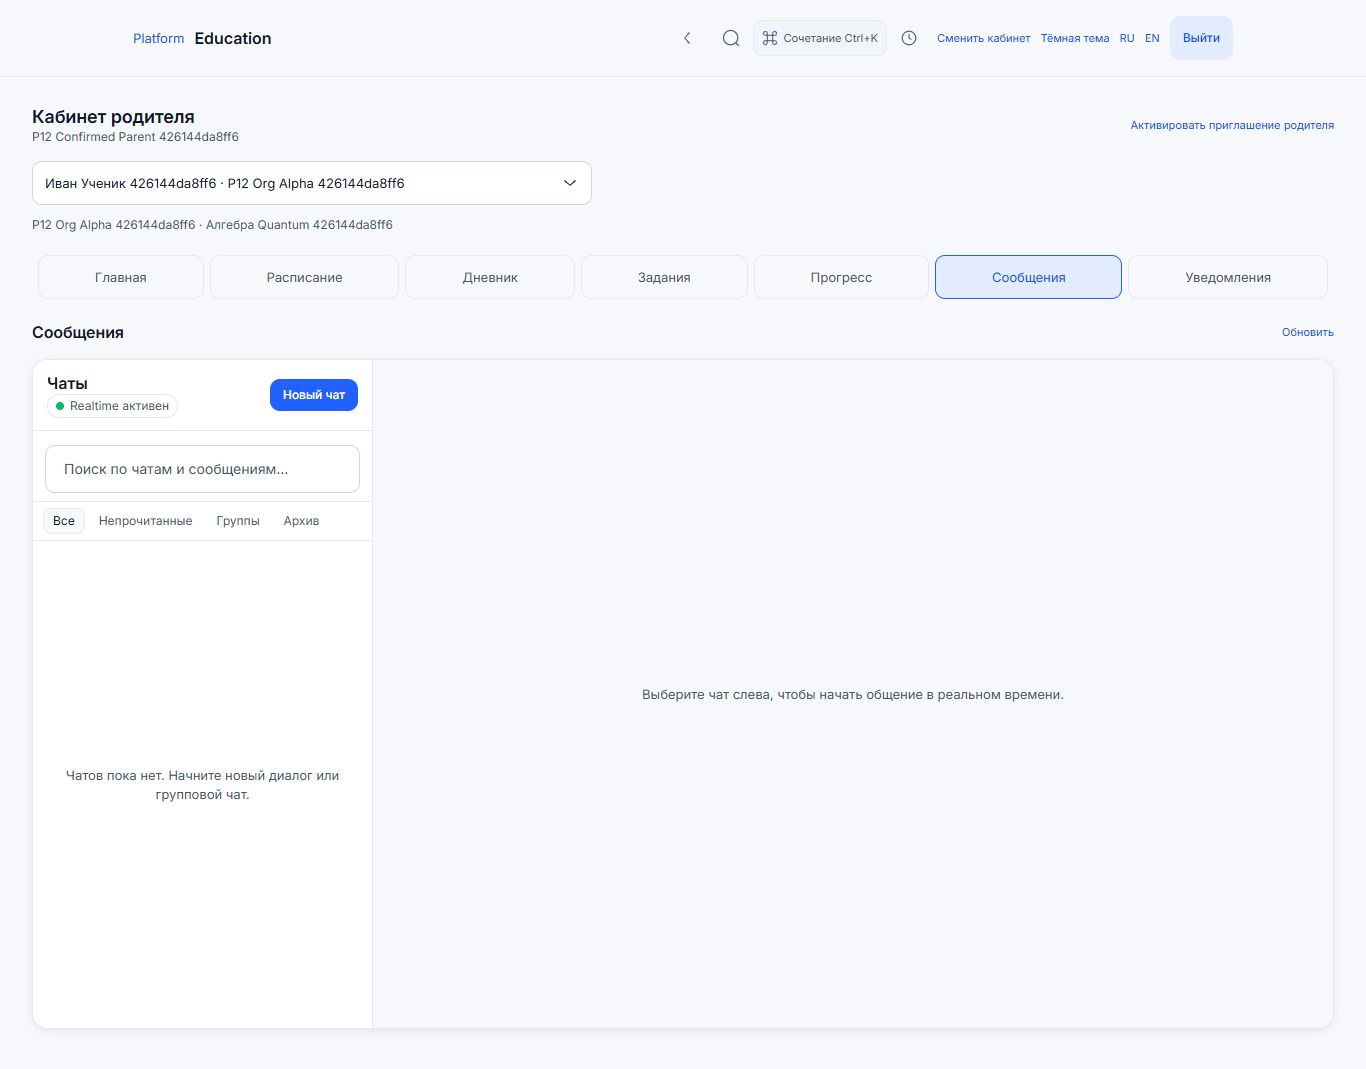 Platform Education
Сочетание Ctrl+K
Сменить кабинет
Тёмная тема
RU
EN
Выйти
Кабинет родителя
P12 Confirmed Parent 426144da8ff6
Активировать приглашение родителя
Иван Ученик 426144da8ff6 · P12 Org Alpha 426144da8ff6
P12 Org Alpha 426144da8ff6 · Алгебра Quantum 426144da8ff6
Главная
Расписание
Дневник
Задания
Прогресс
Сообщения
Уведомления
Сообщения
Обновить
Чаты
Realtime активен
Новый чат
Поиск по чатам и сообщениям...
Все
Непрочитанные
Группы
Архив
Чатов пока нет. Начните новый диалог или
групповой чат.
Выберите чат слева, чтобы начать общение в реальном времени.